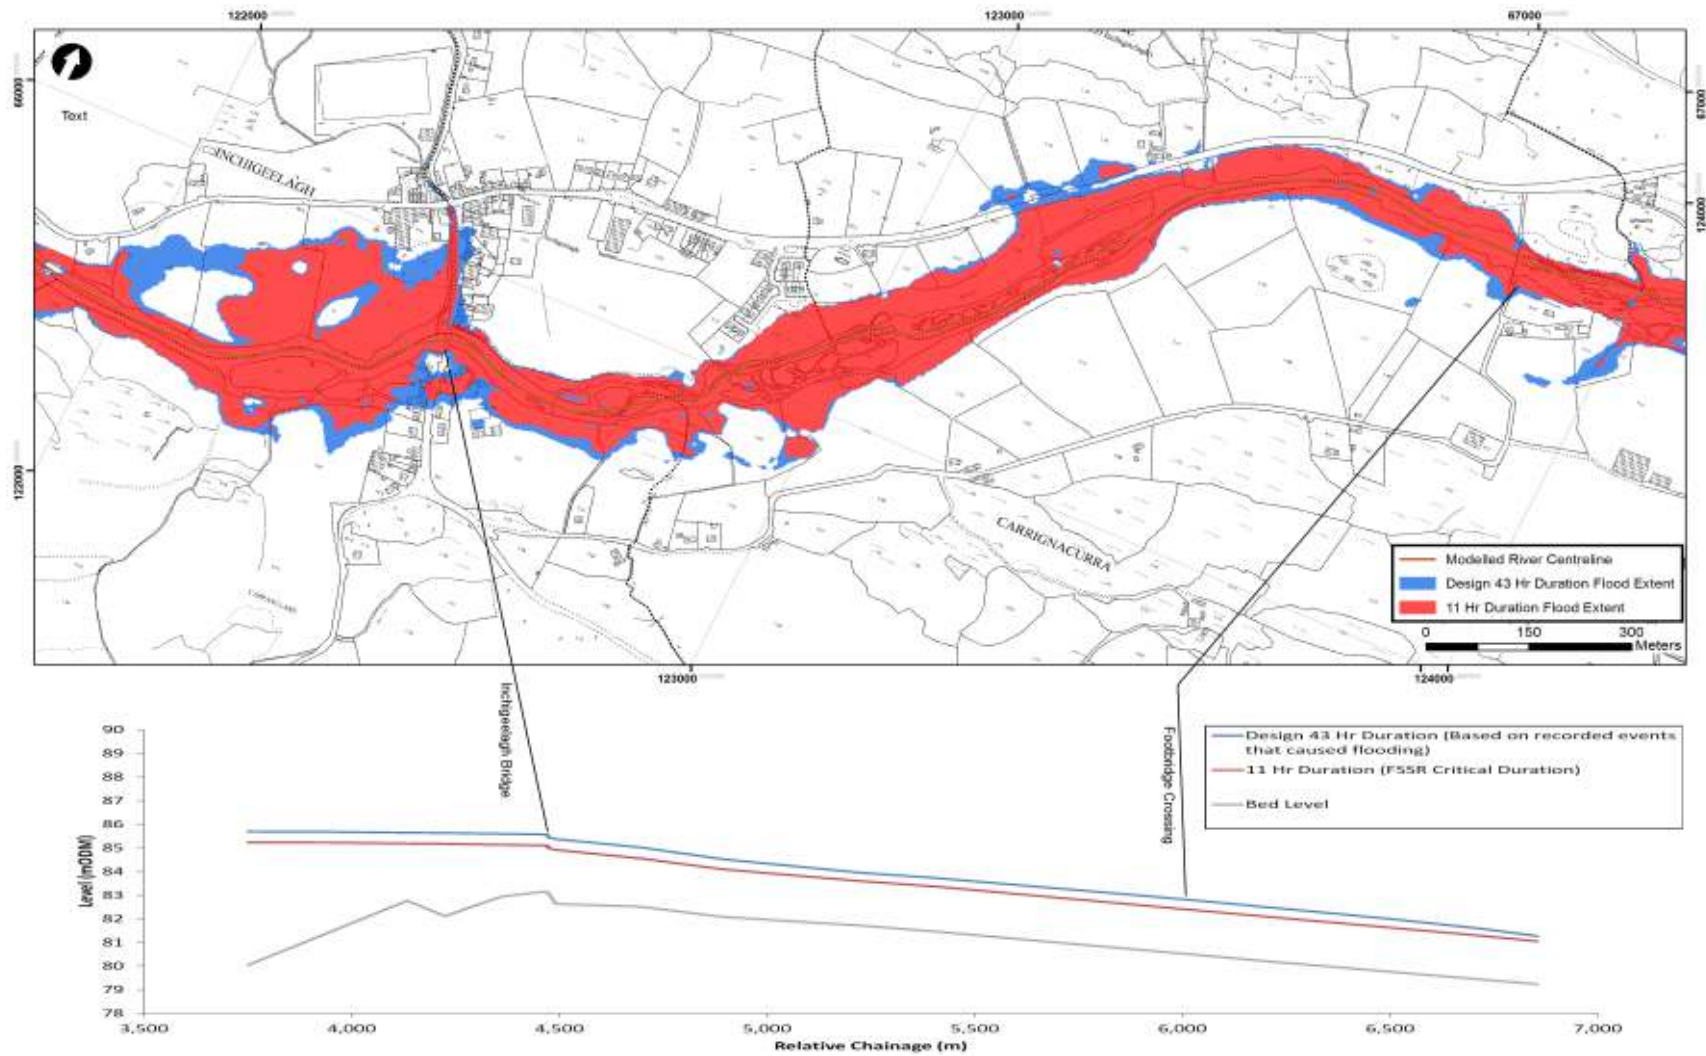 122000
123000
67000
66000
67000
Text
INCHIGEELAGH
124000
122000
CARRIGNACURRA
Modelled River Centreline
Design 43 Hr Duration Flood Extent
11 Hr Duration Flood Extent
0 150 300
Meters
123000
124000
Inchigeelagh Bridge
Footbridge Crossing
Design 43 Hr Duration (Based on recorded events
that caused flooding)
11 Hr Duration (FSSR Critical Duration)
Bed Level
Level (mODM)
90
89
88
87
86
85
84
83
82
81
80
79
78
3,500 4,000 4,500 5,000 5,500 6,000 6,500 7,000
Relative Chainage (m)